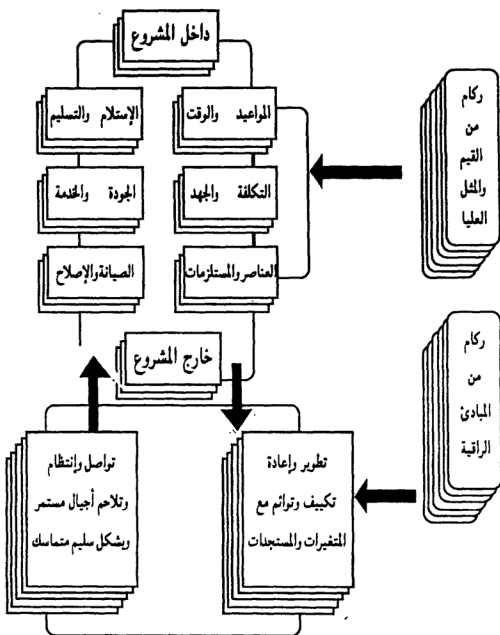 داخل المشروع
المواعيد والوقت
الإستلام والتسليم
التكلفة والجهد
الجودة والخدمة
العناصر والمستلزمات
الصيانة والإصلاح
ركام
من
القيم
والمثل
العليا
خارج المشروع
ركام
من
المبادئ
الراقية
تطوير وإعادة
تكييف وتوائم مع
المتغيرات والمستجدات
تواصل وإنتظام
وتلاحم أجيال مستمر
وبشكل سليم متماسك